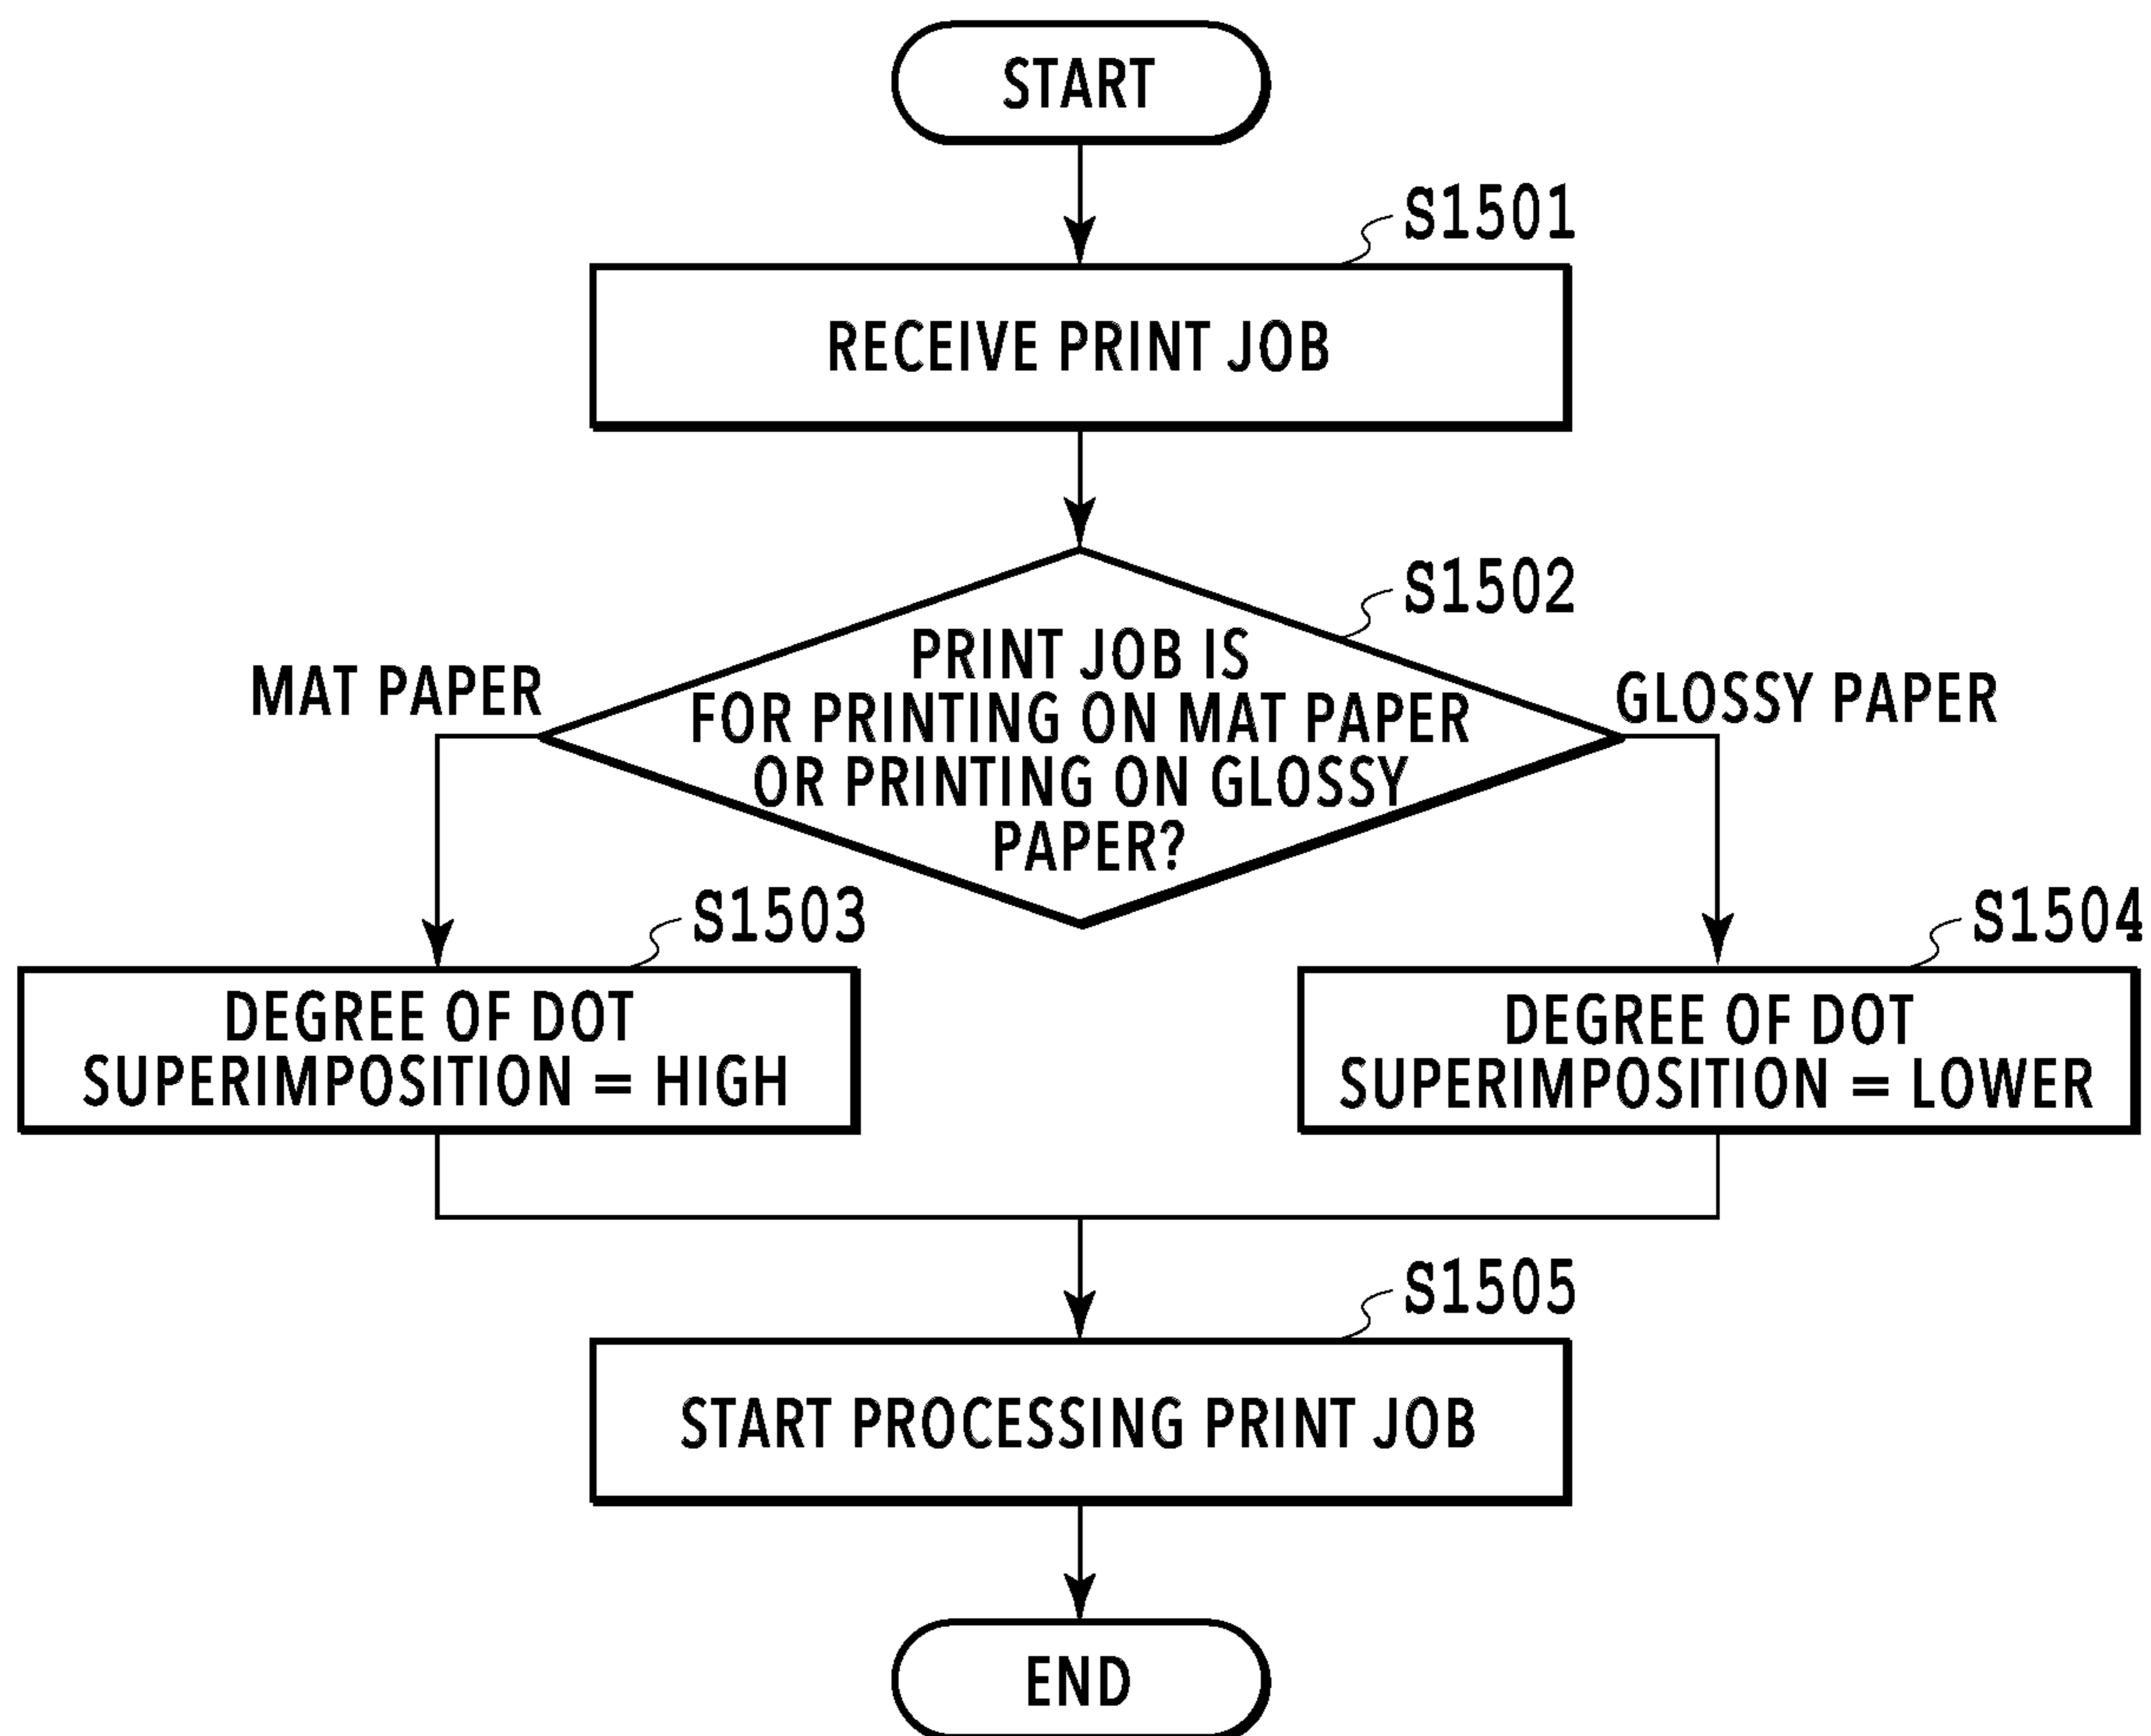 START
S1501
RECEIVE PRINT JOB
S1502
PRINT JOB IS
FOR PRINTING ON MAT PAPER
OR PRINTING ON GLOSSY
PAPER?
MAT PAPER
GLOSSY PAPER
S1503
DEGREE OF DOT
SUPERIMPOSITION = HIGH
S1504
DEGREE OF DOT
SUPERIMPOSITION = LOWER
S1505
START PROCESSING PRINT JOB
END